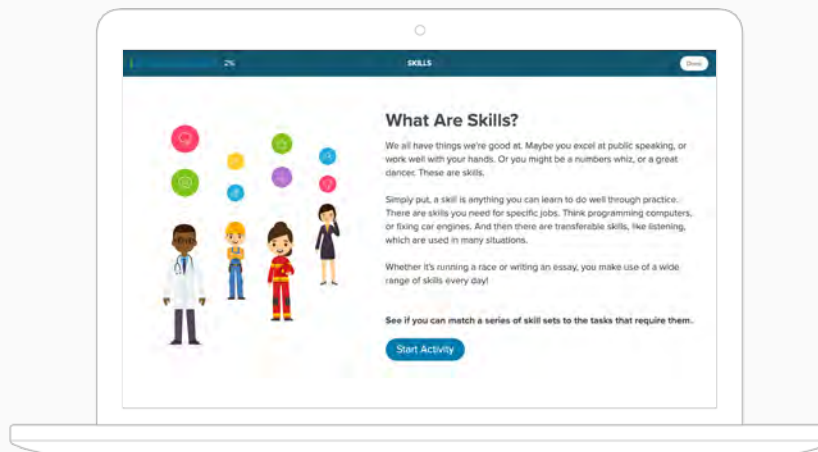 2%
SKILLS
Done
What Are Skills?
We all have things we're good at. Maybe you excel at public speaking, or
work well with your hands. Or you might be a numbers whiz, or a great
dancer. These are skills.
Simply put, a skill is anything you can learn to do well through practice.
There are skills you need for specific jobs. Think programming computers,
or fixing car engines. And then there are transferable skills, like listening,
which are used in many situations.
Whether it's running a race or writing an essay, you make use of a wide
range of skills every day!
See if you can match a series of skill sets to the tasks that require them.
Start Activity